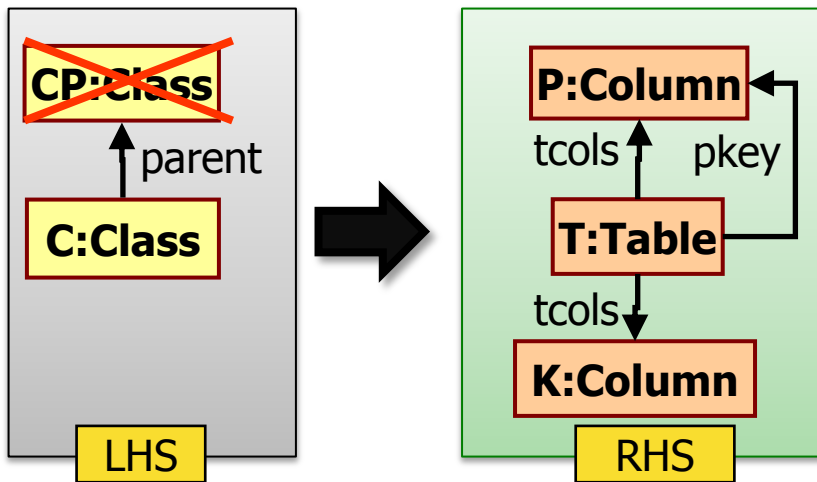 CP:Class
parent
C:Class
LHS
P:Column
tcols
pkey
T:Table
tcols
K:Column
RHS